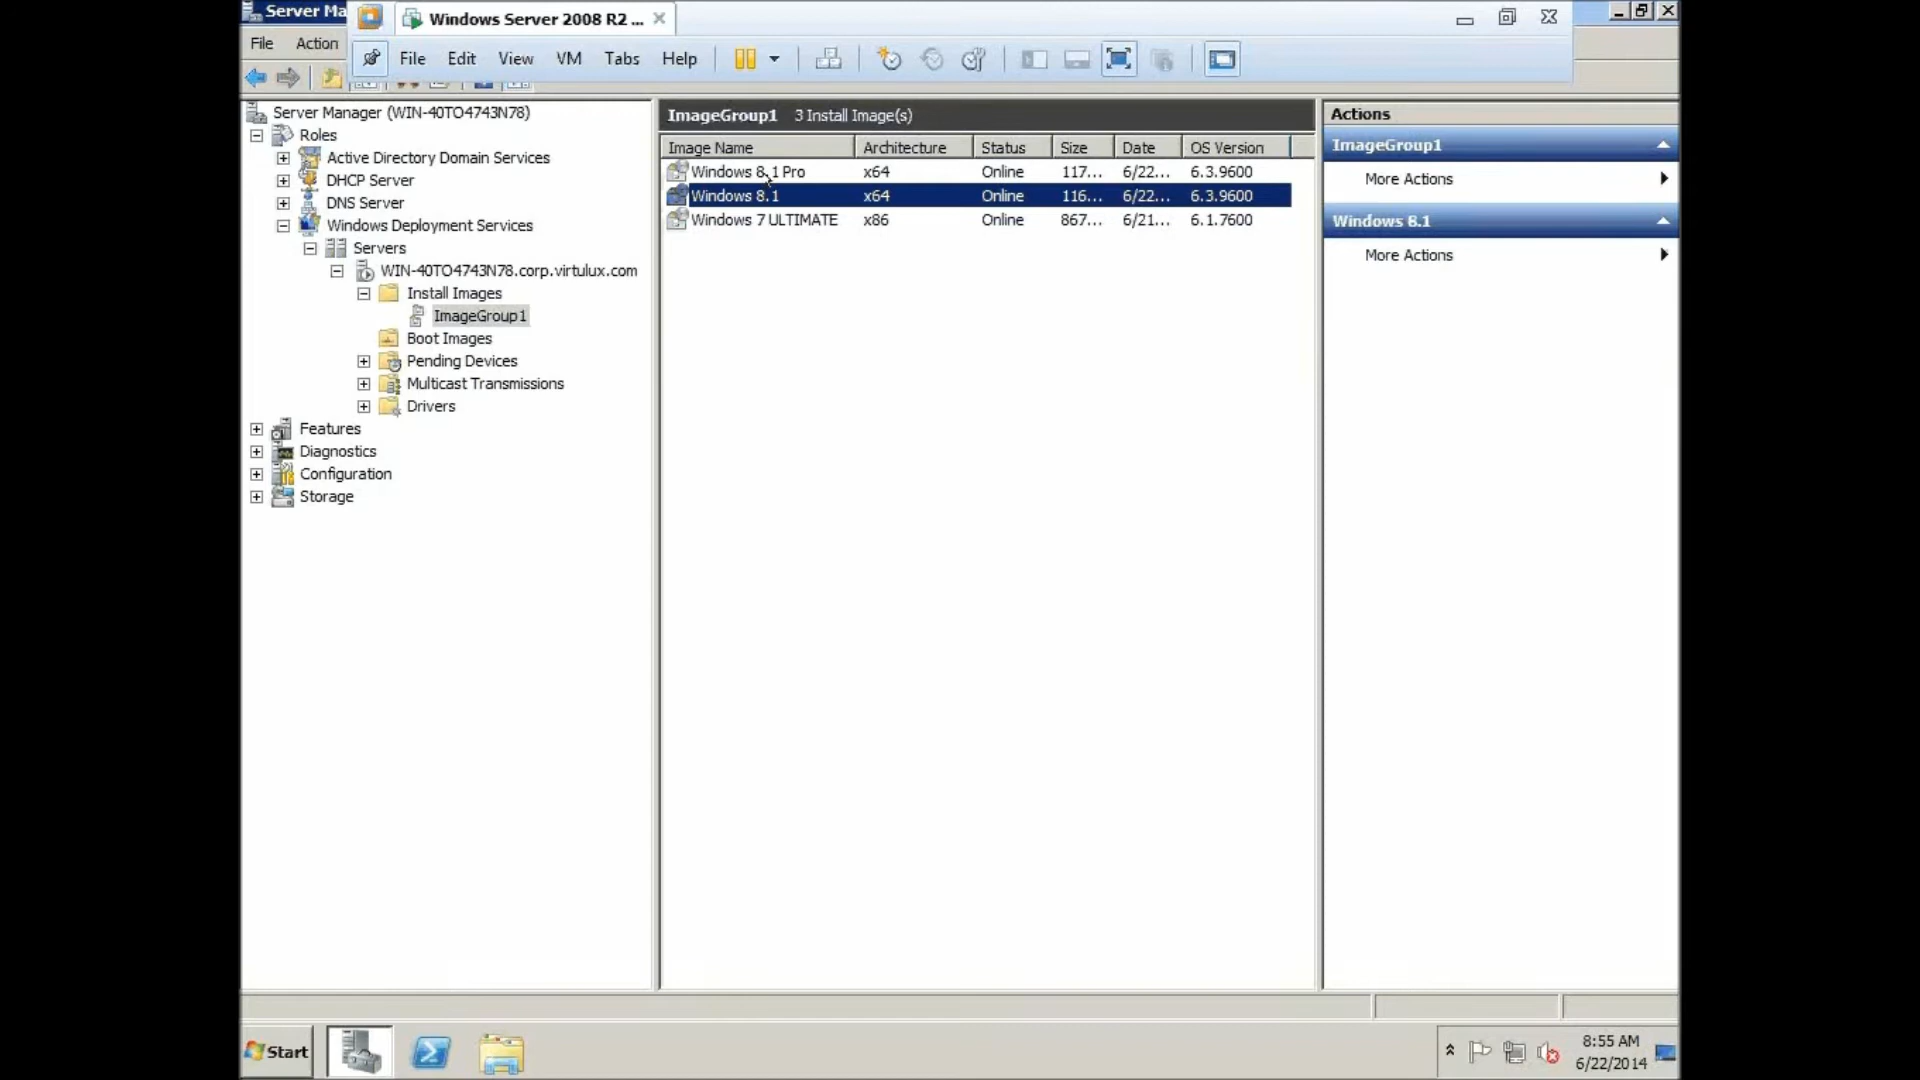 Server Ma
Windows Server 2008 R2 ...
File Action
File Edit View VM Tabs Help
Server Manager (WIN-40TO4743N78)
Roles
Active Directory Domain Services
DHCP Server
DNS Server
Windows Deployment Services
Servers
WIN-40TO4743N78.corp.virtulux.com
Install Images
ImageGroup1
Boot Images
Pending Devices
Multicast Transmissions
Drivers
Features
Diagnostics
Configuration
Storage
ImageGroup1 3 Install Image(s)
Image Name Architecture Status Size Date OS Version
Windows 8.1 Pro x64 Online 117... 6/22... 6.3.9600
Windows 8.1 x64 Online 116... 6/22... 6.3.9600
Windows 7 ULTIMATE x86 Online 867... 6/21... 6.1.7600
Actions
ImageGroup1
More Actions
Windows 8.1
More Actions
Start
8:55 AM
6/22/2014